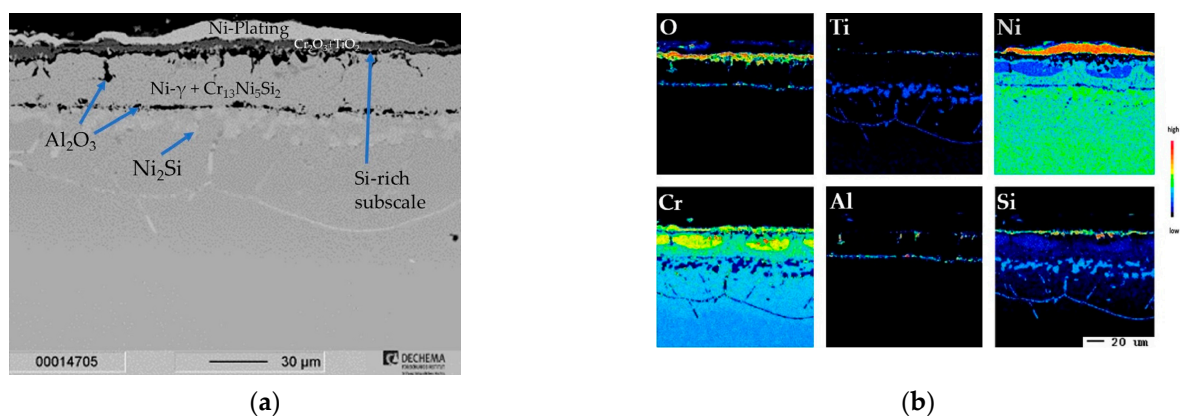 Ni-Plating
Cr₂O₃+TiO₂
Ni-γ + Cr₁₃Ni₅Si₂
Al₂O₃
Ni₂Si
Si-rich
subscale
00014705
30 µm
DECHEMA
(a)
O
Ti
Ni
Cr
Al
Si
high
low
20 um
(b)